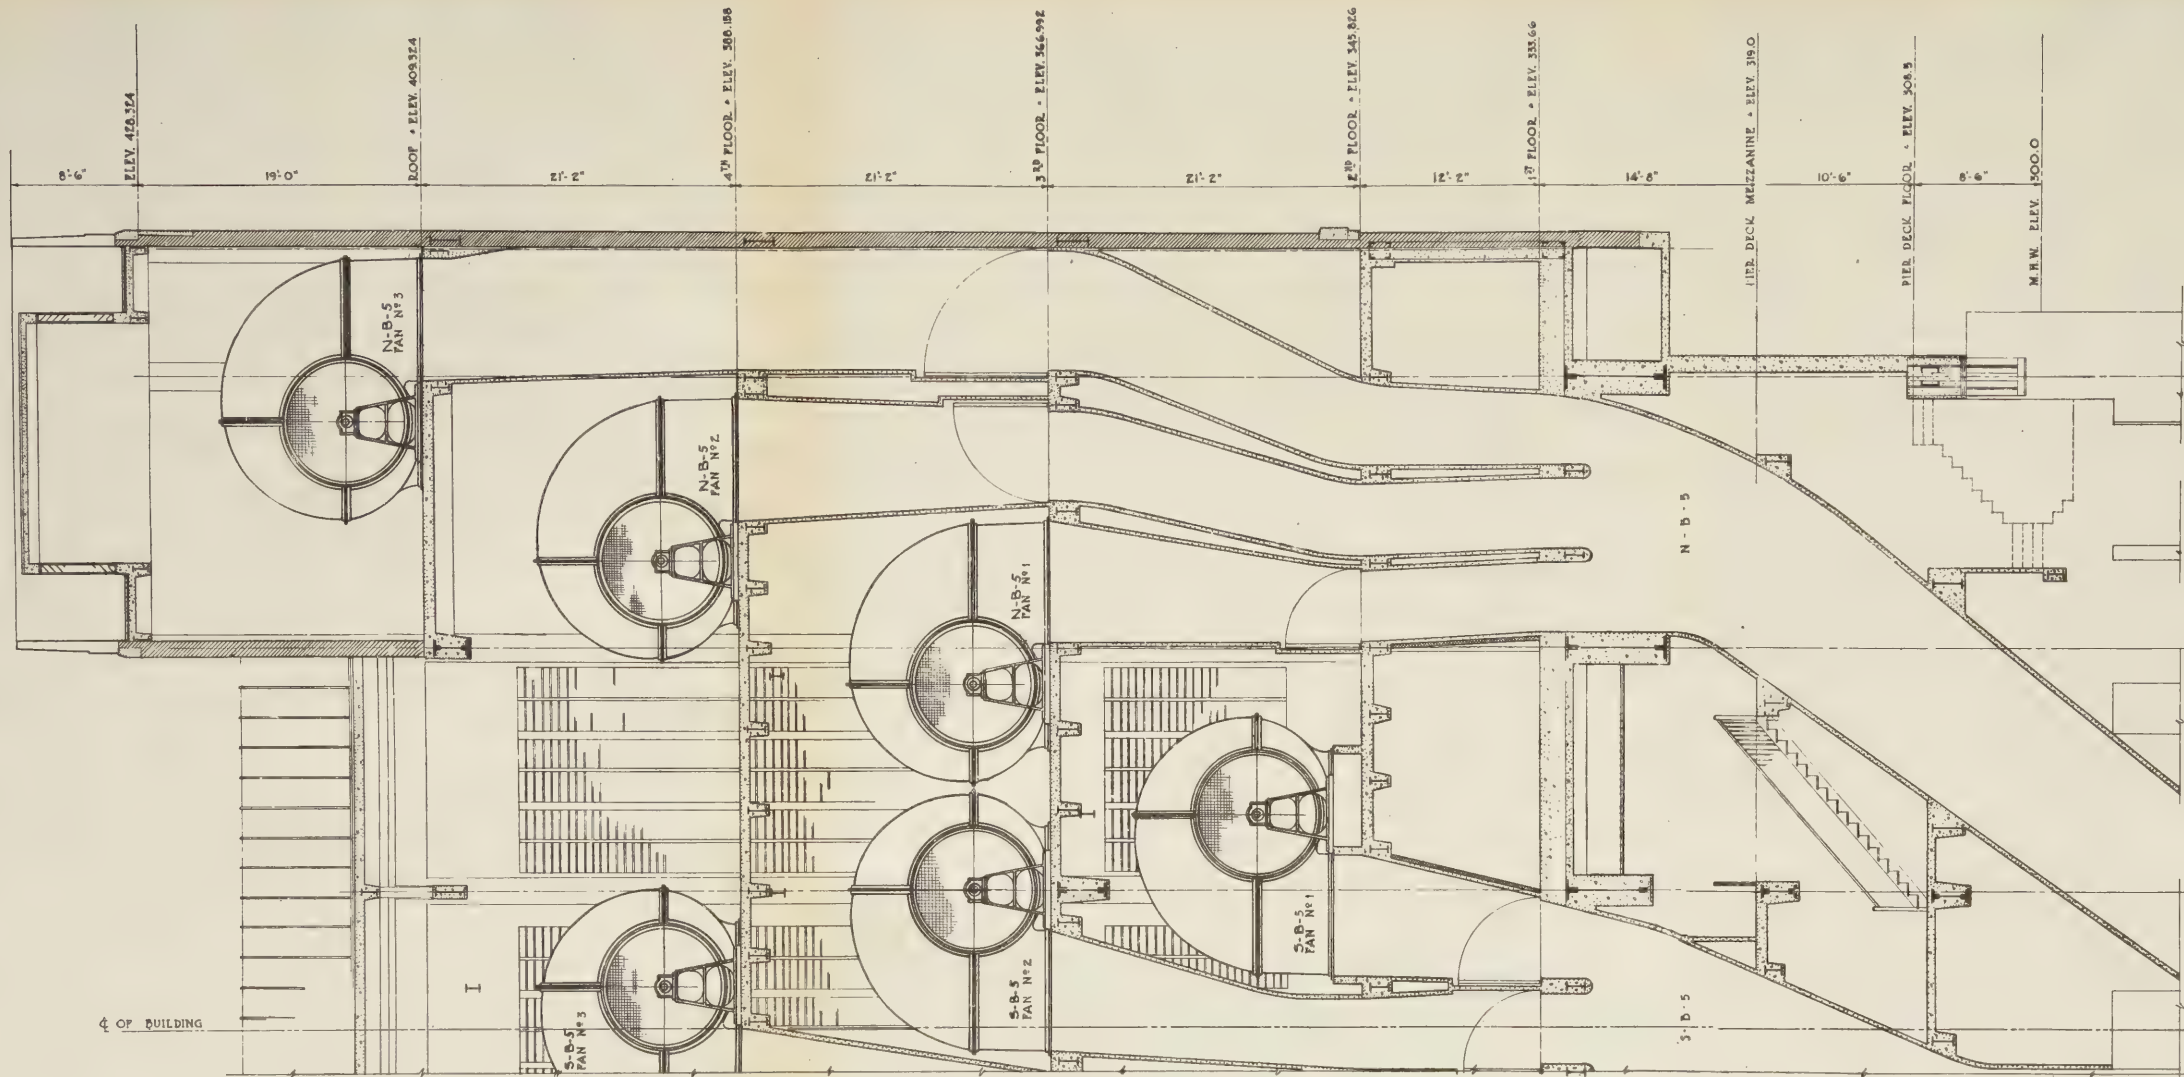 ELEV. 428.324
ROOF • ELEV. 409.324
4TH FLOOR • ELEV. 388.158
3RD FLOOR • ELEV. 366.992
2ND FLOOR • ELEV. 345.826
1ST FLOOR • ELEV. 333.66
PIER DECK MEZZANINE • ELEV. 319.0
PIER DECK FLOOR • ELEV. 308.5
M.H.W. ELEV. 300.0
8'-6"
19'-0"
21'-2"
21'-2"
21'-2"
12'-2"
14'-8"
10'-6"
8'-6"
N-B-5
FAN Nº 3
N-B-5
FAN Nº 2
N-B-5
FAN Nº 1
S-B-5
FAN Nº 1
S-B-5
FAN Nº 2
S-B-5
FAN Nº 3
N-B-5
S-B-5
℄ OF BUILDING